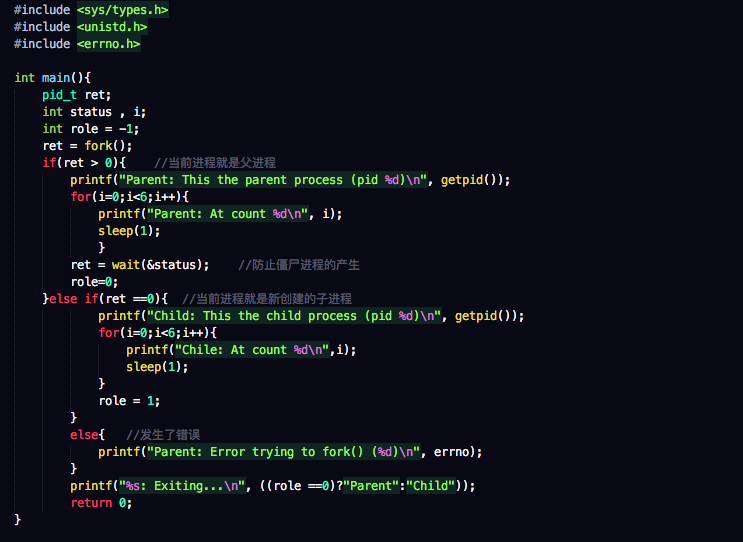 #include <sys/types.h>
#include <unistd.h>
#include <errno.h>
int main(){
    pid_t ret;
    int status , i;
    int role = -1;
    ret = fork();
    if(ret > 0){    //当前进程就是父进程
        printf("Parent: This the parent process (pid %d)\n", getpid());
        for(i=0;i<6;i++){
            printf("Parent: At count %d\n", i);
            sleep(1);
            }
        ret = wait(&status);    //防止僵尸进程的产生
        role=0;
    }else if(ret ==0){  //当前进程就是新创建的子进程
            printf("Child: This the child process (pid %d)\n", getpid());
            for(i=0;i<6;i++){
                printf("Chile: At count %d\n",i);
                sleep(1);
            }
            role = 1;
        }
        else{   //发生了错误
            printf("Parent: Error trying to fork() (%d)\n", errno);
        }
        printf("%s: Exiting...\n", ((role ==0)?"Parent":"Child"));
        return 0;
}